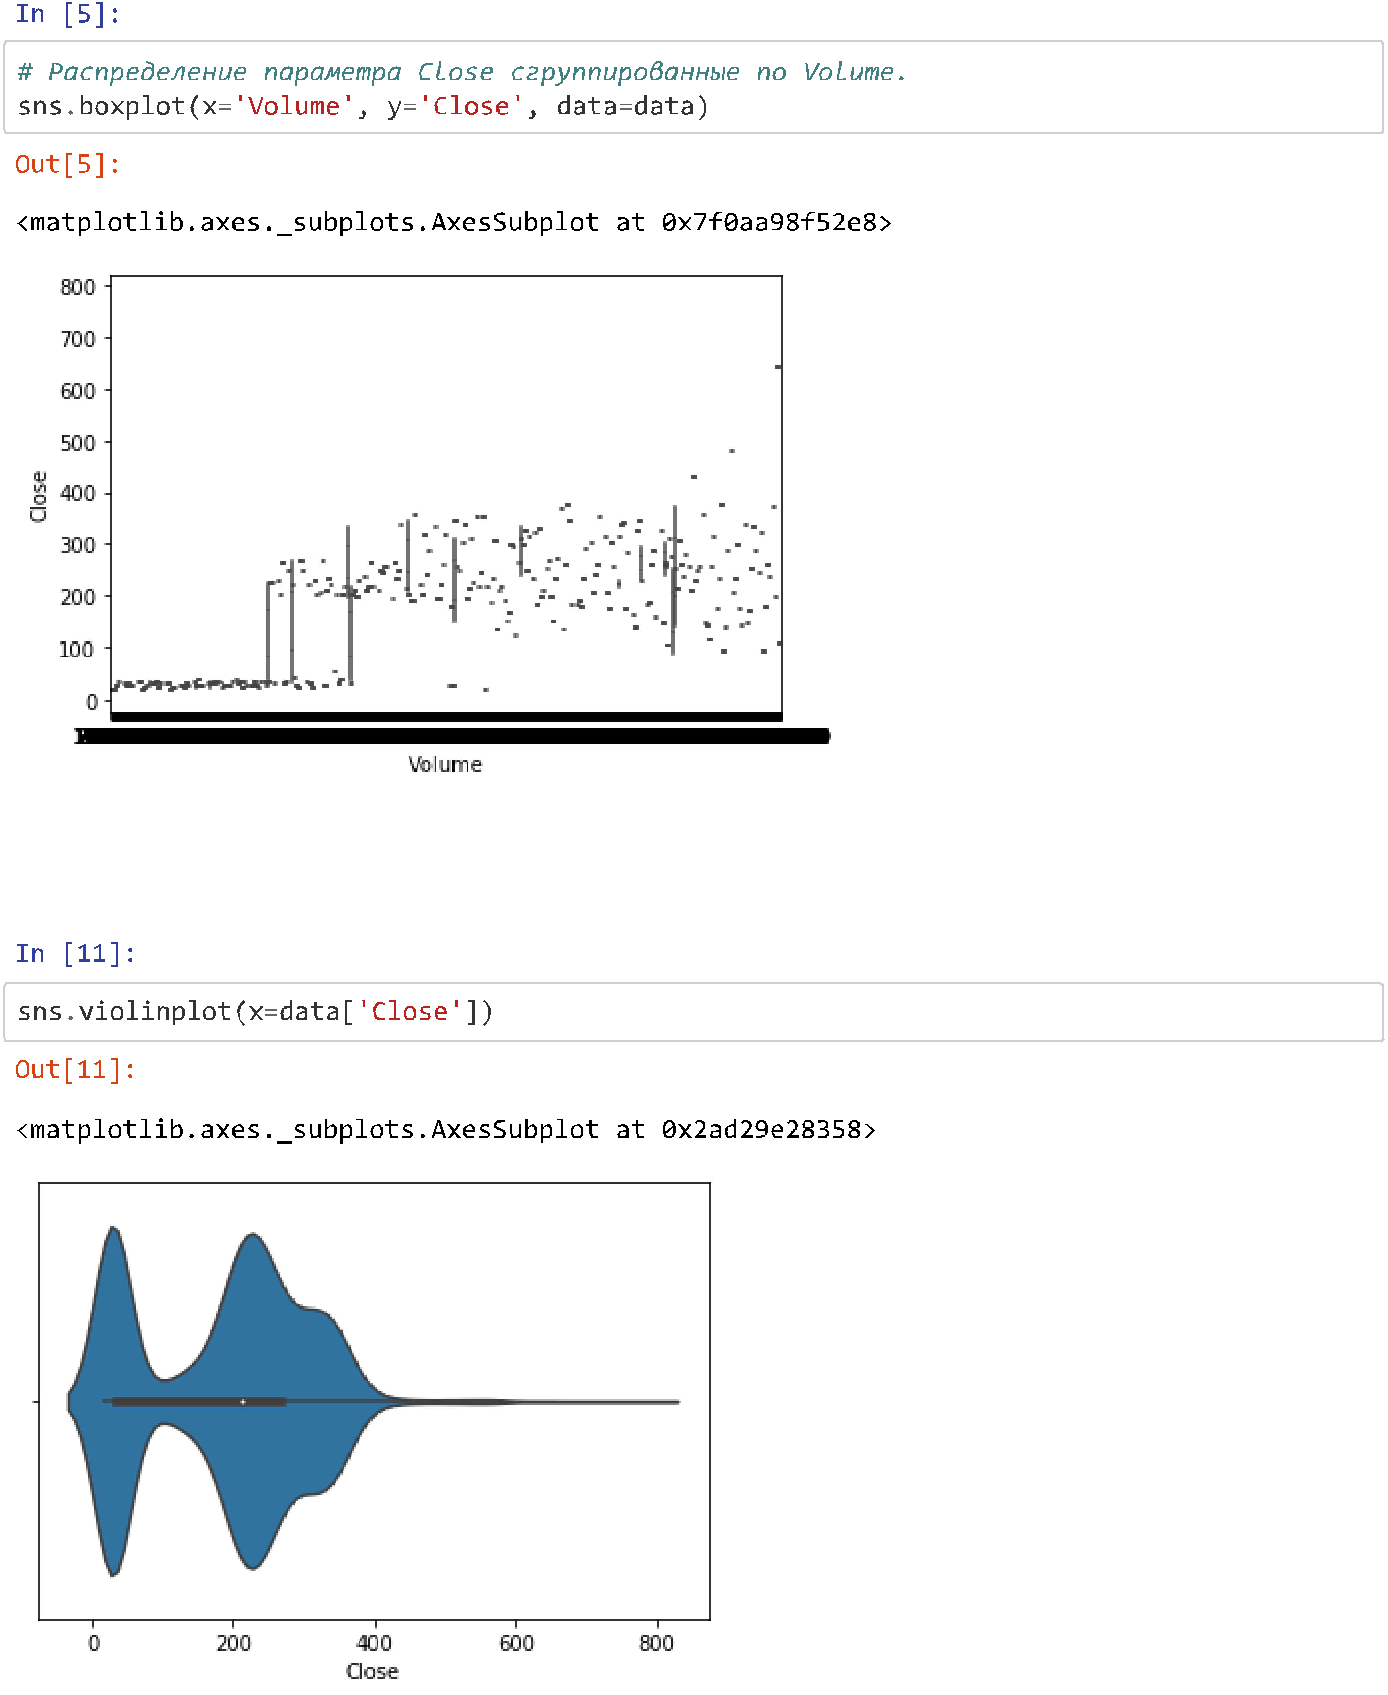 In [5]:
# Распределение параметра Close сгруппированные по Volume.
sns.boxplot(x='Volume', y='Close', data=data)
Out[5]:
<matplotlib.axes._subplots.AxesSubplot at 0x7f0aa98f52e8>
800
700
600
500
400
300
200
100
0
Close
Volume
In [11]:
sns.violinplot(x=data['Close'])
Out[11]:
<matplotlib.axes._subplots.AxesSubplot at 0x2ad29e28358>
0 200 400 600 800
Close